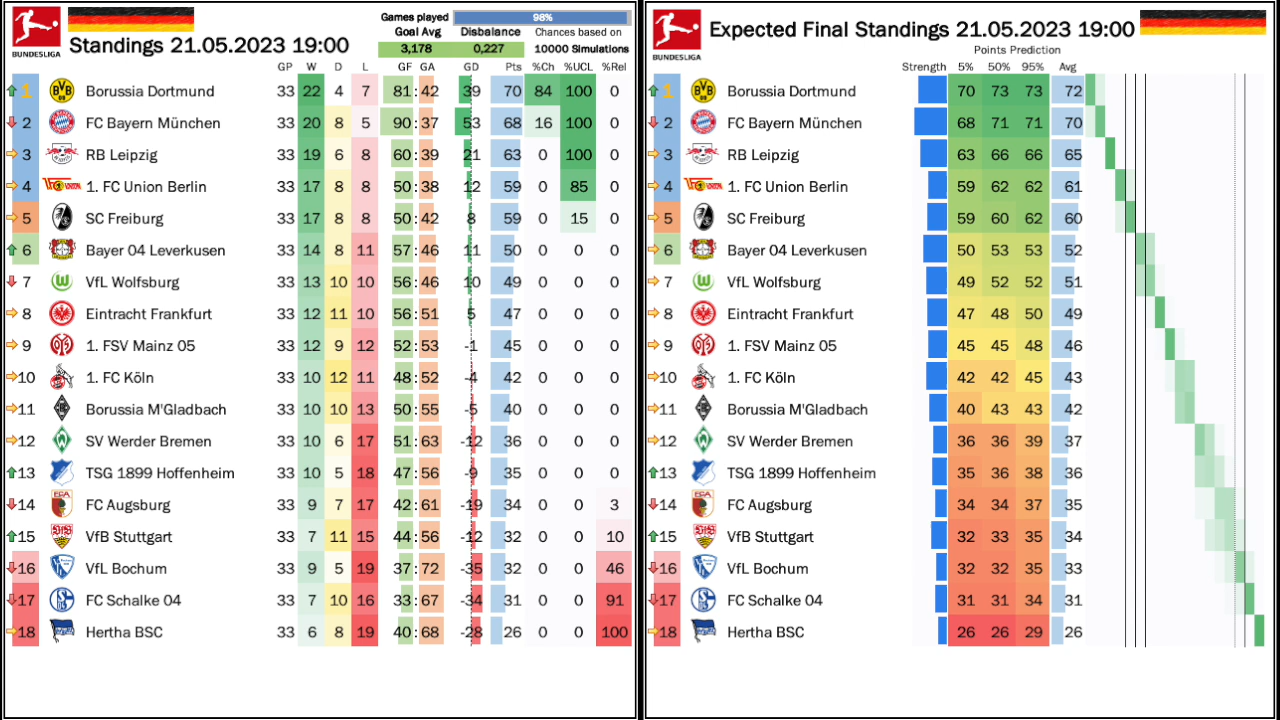 Games played 98%
Goal Avg Disbalance Chances based on
3,178 0,227 10000 Simulations
BUNDESLIGA
Standings 21.05.2023 19:00
GP W D L GF GA GD Pts %Ch %UCL %Rel
1 Borussia Dortmund 33 22 4 7 81:42 39 70 84 100 0
2 FC Bayern München 33 20 8 5 90:37 53 68 16 100 0
3 RB Leipzig 33 19 6 8 60:39 21 63 0 100 0
4 1. FC Union Berlin 33 17 8 8 50:38 12 59 0 85 0
5 SC Freiburg 33 17 8 8 50:42 8 59 0 15 0
6 Bayer 04 Leverkusen 33 14 8 11 57:46 11 50 0 0 0
7 VfL Wolfsburg 33 13 10 10 56:46 10 49 0 0 0
8 Eintracht Frankfurt 33 12 11 10 56:51 5 47 0 0 0
9 1. FSV Mainz 05 33 12 9 12 52:53 -1 45 0 0 0
10 1. FC Köln 33 10 12 11 48:52 -4 42 0 0 0
11 Borussia M'Gladbach 33 10 10 13 50:55 -5 40 0 0 0
12 SV Werder Bremen 33 10 6 17 51:63 -12 36 0 0 0
13 TSG 1899 Hoffenheim 33 10 5 18 47:56 -9 35 0 0 0
14 FC Augsburg 33 9 7 17 42:61 -19 34 0 0 3
15 VfB Stuttgart 33 7 11 15 44:56 -12 32 0 0 10
16 VfL Bochum 33 9 5 19 37:72 -35 32 0 0 46
17 FC Schalke 04 33 7 10 16 33:67 -34 31 0 0 91
18 Hertha BSC 33 6 8 19 40:68 -28 26 0 0 100
BUNDESLIGA
Expected Final Standings 21.05.2023 19:00
Points Prediction
Strength 5% 50% 95% Avg
1 Borussia Dortmund 70 73 73 72
2 FC Bayern München 68 71 71 70
3 RB Leipzig 63 66 66 65
4 1. FC Union Berlin 59 62 62 61
5 SC Freiburg 59 60 62 60
6 Bayer 04 Leverkusen 50 53 53 52
7 VfL Wolfsburg 49 52 52 51
8 Eintracht Frankfurt 47 48 50 49
9 1. FSV Mainz 05 45 45 48 46
10 1. FC Köln 42 42 45 43
11 Borussia M'Gladbach 40 43 43 42
12 SV Werder Bremen 36 36 39 37
13 TSG 1899 Hoffenheim 35 36 38 36
14 FC Augsburg 34 34 37 35
15 VfB Stuttgart 32 33 35 34
16 VfL Bochum 32 32 35 33
17 FC Schalke 04 31 31 34 31
18 Hertha BSC 26 26 29 26